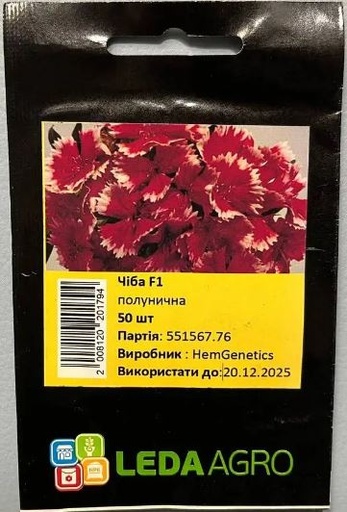 Чіба F1
полунична
50 шт
Партія: 551567.76
Виробник : HemGenetics
Використати до:20.12.2025
2 008120 201794
LEDAAGRO